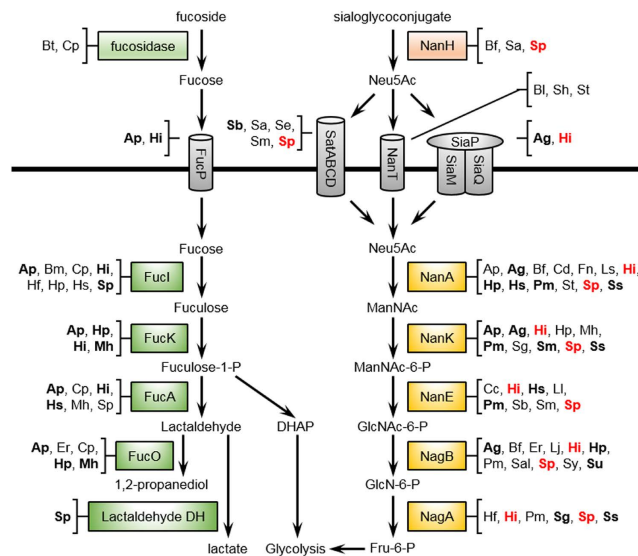 fucoside
sialoglycoconjugate
Bt, Cp
fucosidase
NanH
Bf, Sa, Sp
Fucose
Neu5Ac
Bl, Sh, St
Ap, Hi
FucP
Sb, Sa, Se,
Sm, Sp
SatABCD
NanT
SiaP
SiaM
SiaQ
Ag, Hi
Fucose
Neu5Ac
Ap, Bm, Cp, Hi,
Hf, Hp, Hs, Sp
FucI
NanA
Ap, Ag, Bf, Cd, Fn, Ls, Hi,
Hp, Hs, Pm, St, Sp, Ss
Fuculose
ManNAc
Ap, Hp,
Hi, Mh
FucK
NanK
Ap, Ag, Hi, Hp, Mh,
Pm, Sg, Sm, Sp, Ss
Fuculose-1-P
ManNAc-6-P
Ap, Cp, Hi,
Hs, Mh, Sp
FucA
NanE
Cc, Hi, Hs, Ll,
Pm, Sb, Sm, Sp
Lactaldehyde
DHAP
GlcNAc-6-P
Ap, Er, Cp,
Hp, Mh
FucO
NagB
Ag, Bf, Er, Lj, Hi, Hp,
Pm, Sal, Sp, Sy, Su
1,2-propanediol
GlcN-6-P
Sp
Lactaldehyde DH
NagA
Hf, Hi, Pm, Sg, Sp, Ss
lactate
Glycolysis
Fru-6-P